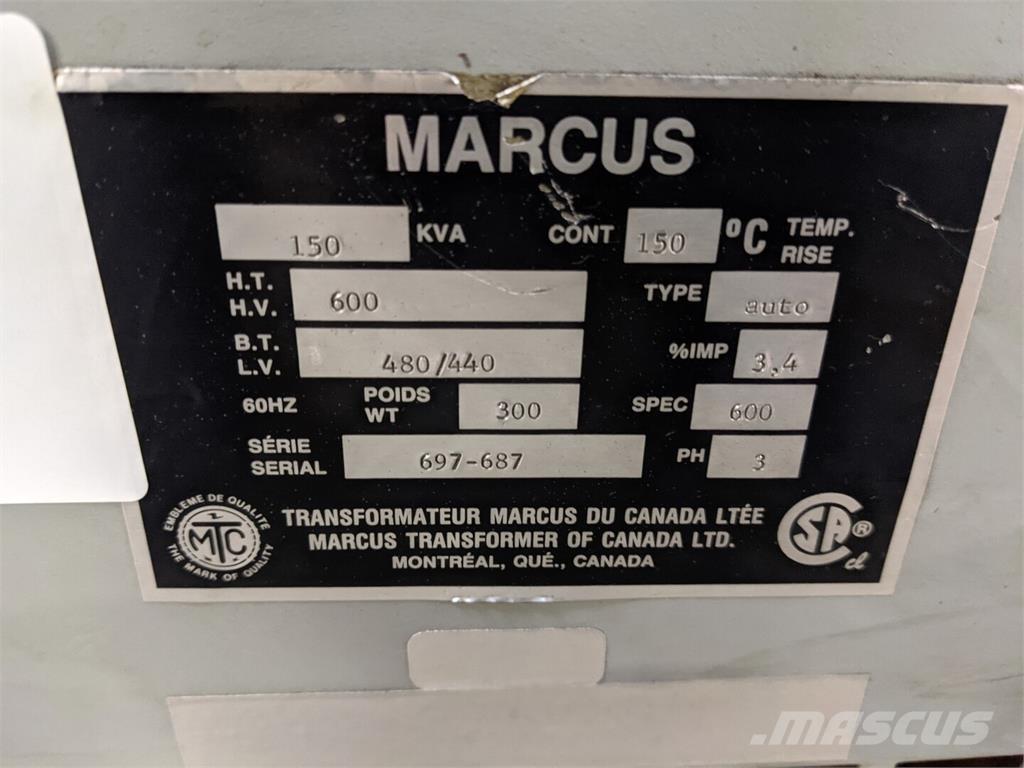 MARCUS
150 KVA CONT 150 °C TEMP. RISE
H.T. H.V. 600 TYPE auto
B.T. L.V. 480/440 %IMP 3,4
60HZ POIDS WT 300 SPEC 600
SÉRIE SERIAL 697-687 PH 3
EMBLEME DE QUALITE
MTC
THE MARK OF QUALITY
TRANSFORMATEUR MARCUS DU CANADA LTÉE
MARCUS TRANSFORMER OF CANADA LTD.
MONTRÉAL, QUÉ., CANADA
CSA ® cl
MASCUS